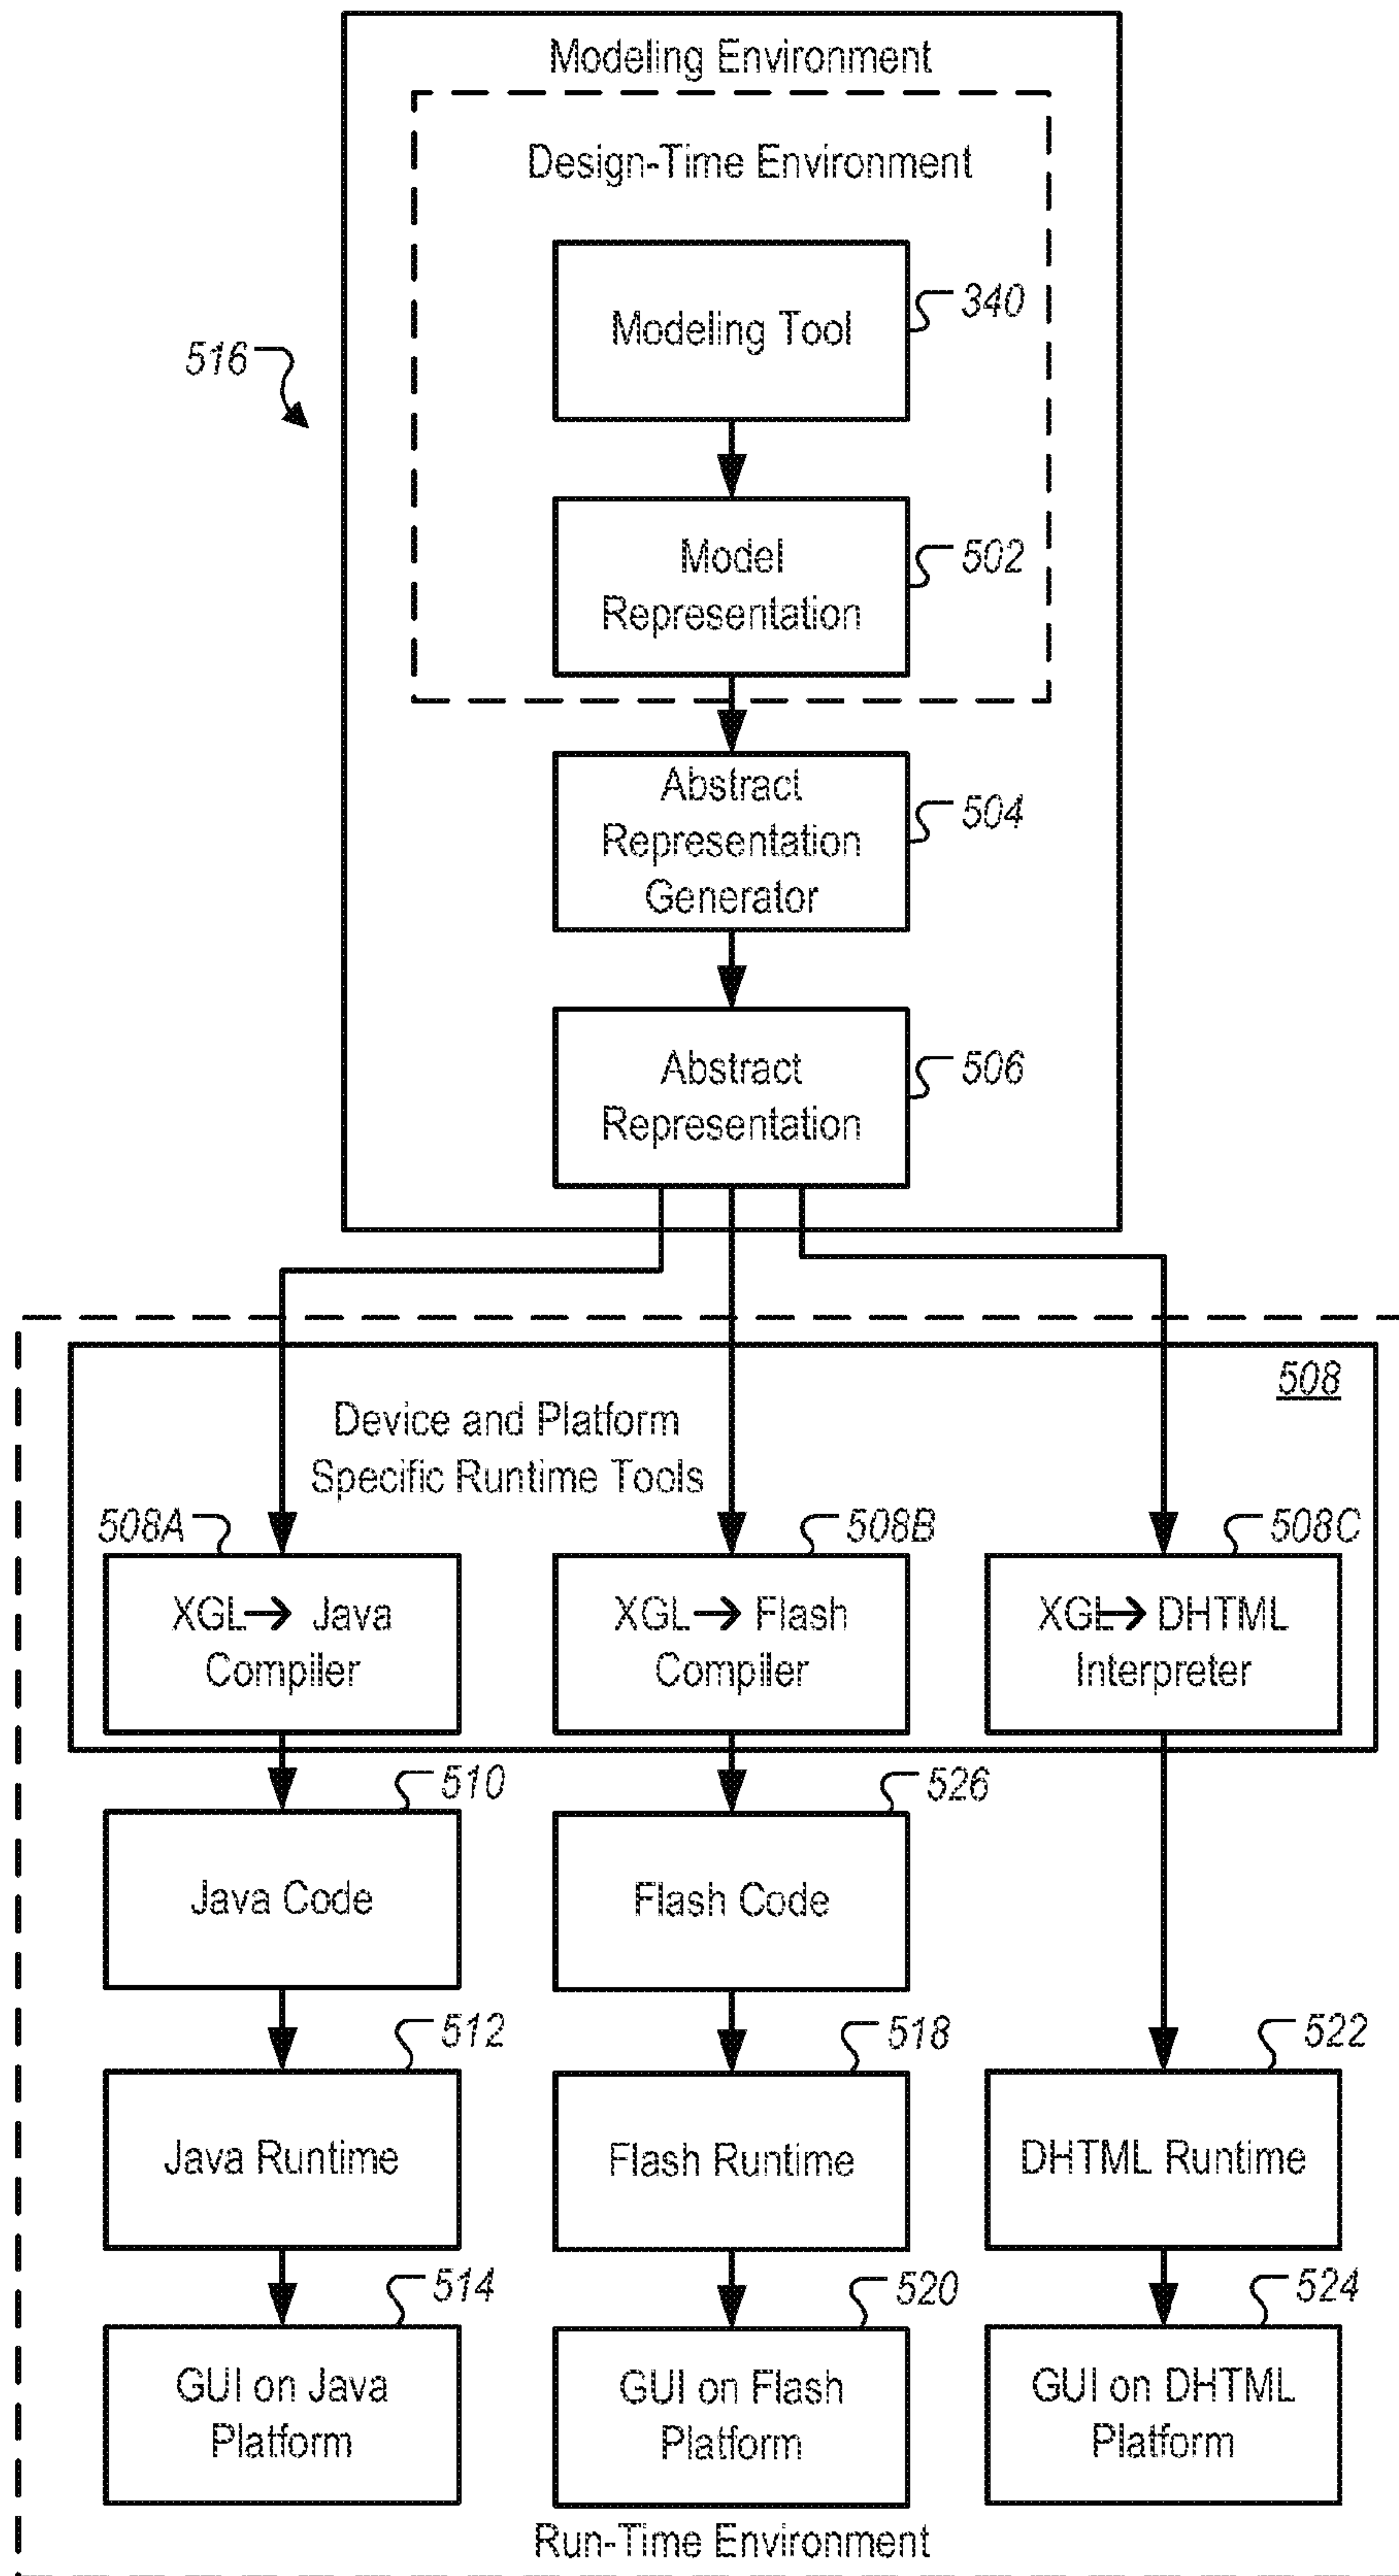 Modeling Environment
Design-Time Environment
Modeling Tool
340
516
Model
Representation
502
Abstract
Representation
Generator
504
Abstract
Representation
506
508
Device and Platform
Specific Runtime Tools
508A
508B
508C
XGL→ Java
Compiler
XGL→ Flash
Compiler
XGL→ DHTML
Interpreter
510
526
Java Code
Flash Code
512
518
522
Java Runtime
Flash Runtime
DHTML Runtime
514
520
524
GUI on Java
Platform
GUI on Flash
Platform
GUI on DHTML
Platform
Run-Time Environment